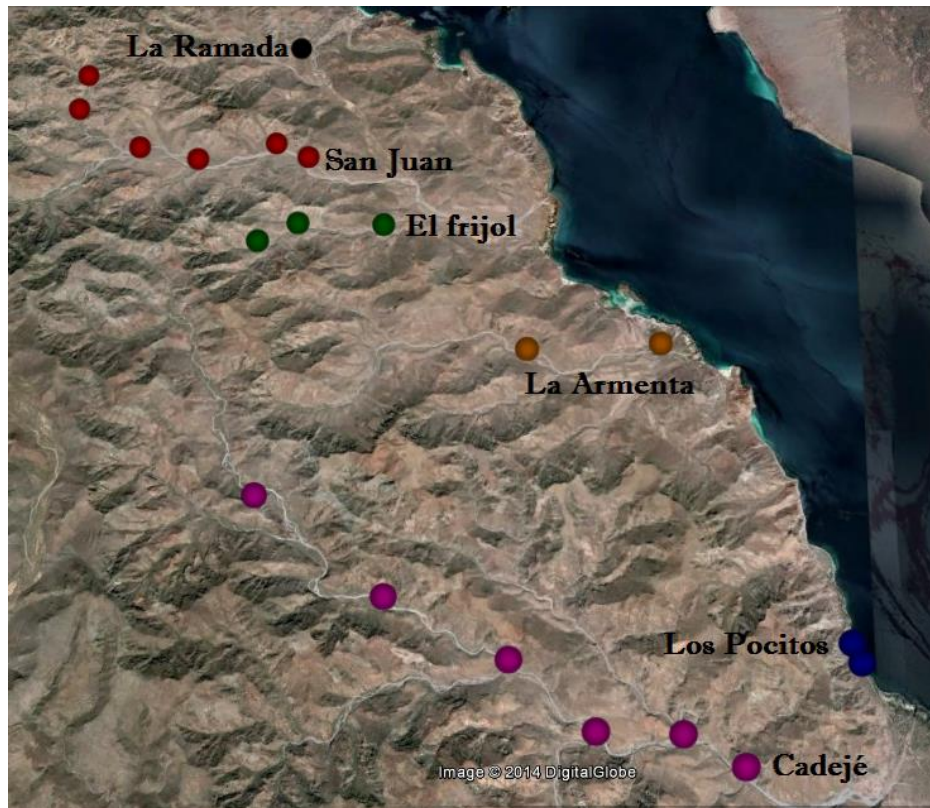 La Ramada
San Juan
El frijol
La Armenta
Los Pocitos
Cadejé
Image © 2014 DigitalGlobe